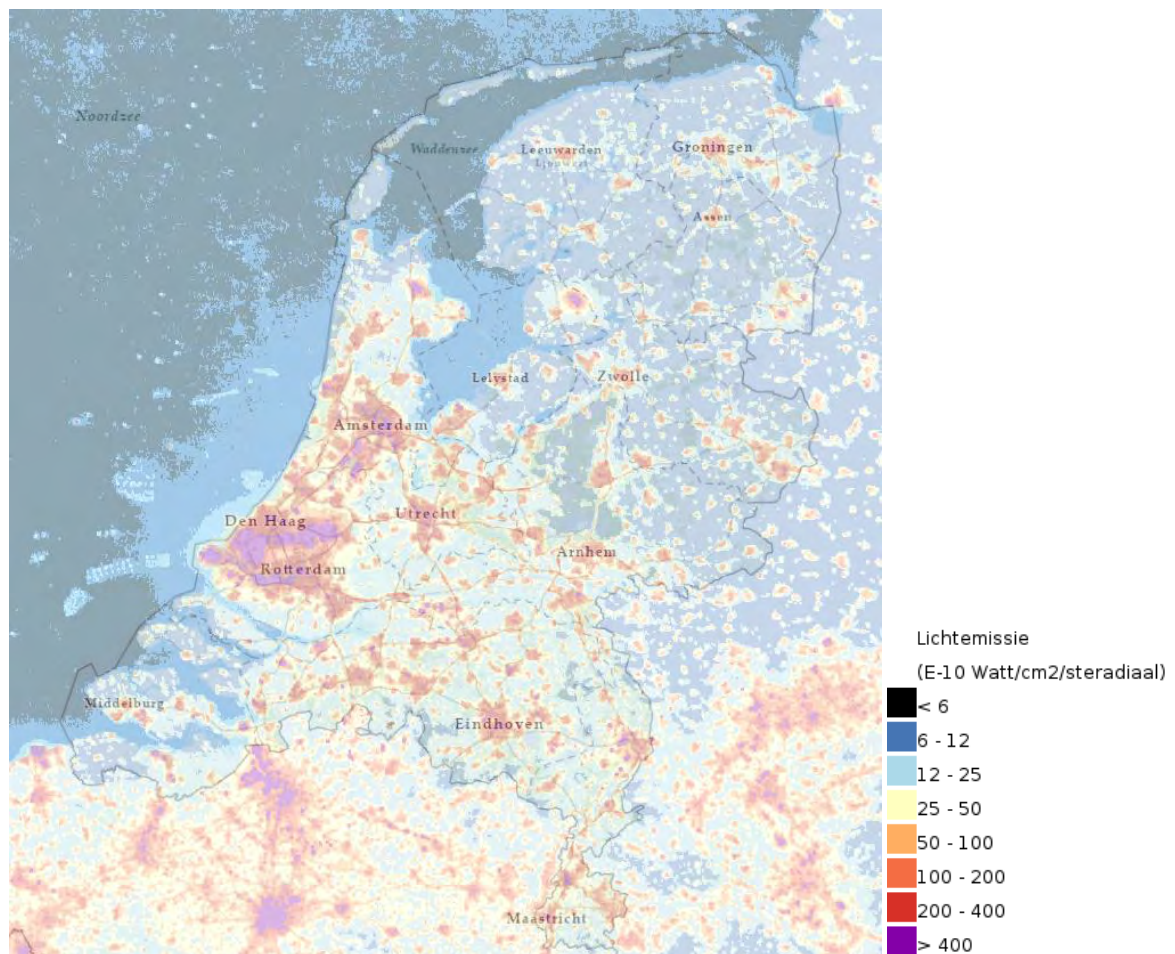 Noordzee
Waddenzee
Leeuwarden
Ljouwert
Groningen
Assen
Lelystad
Zwolle
Amsterdam
Den Haag
Utrecht
Rotterdam
Arnhem
Middelburg
Eindhoven
Maastricht
Lichtemissie
(E-10 Watt/cm2/steradiaal)
< 6
6 - 12
12 - 25
25 - 50
50 - 100
100 - 200
200 - 400
> 400